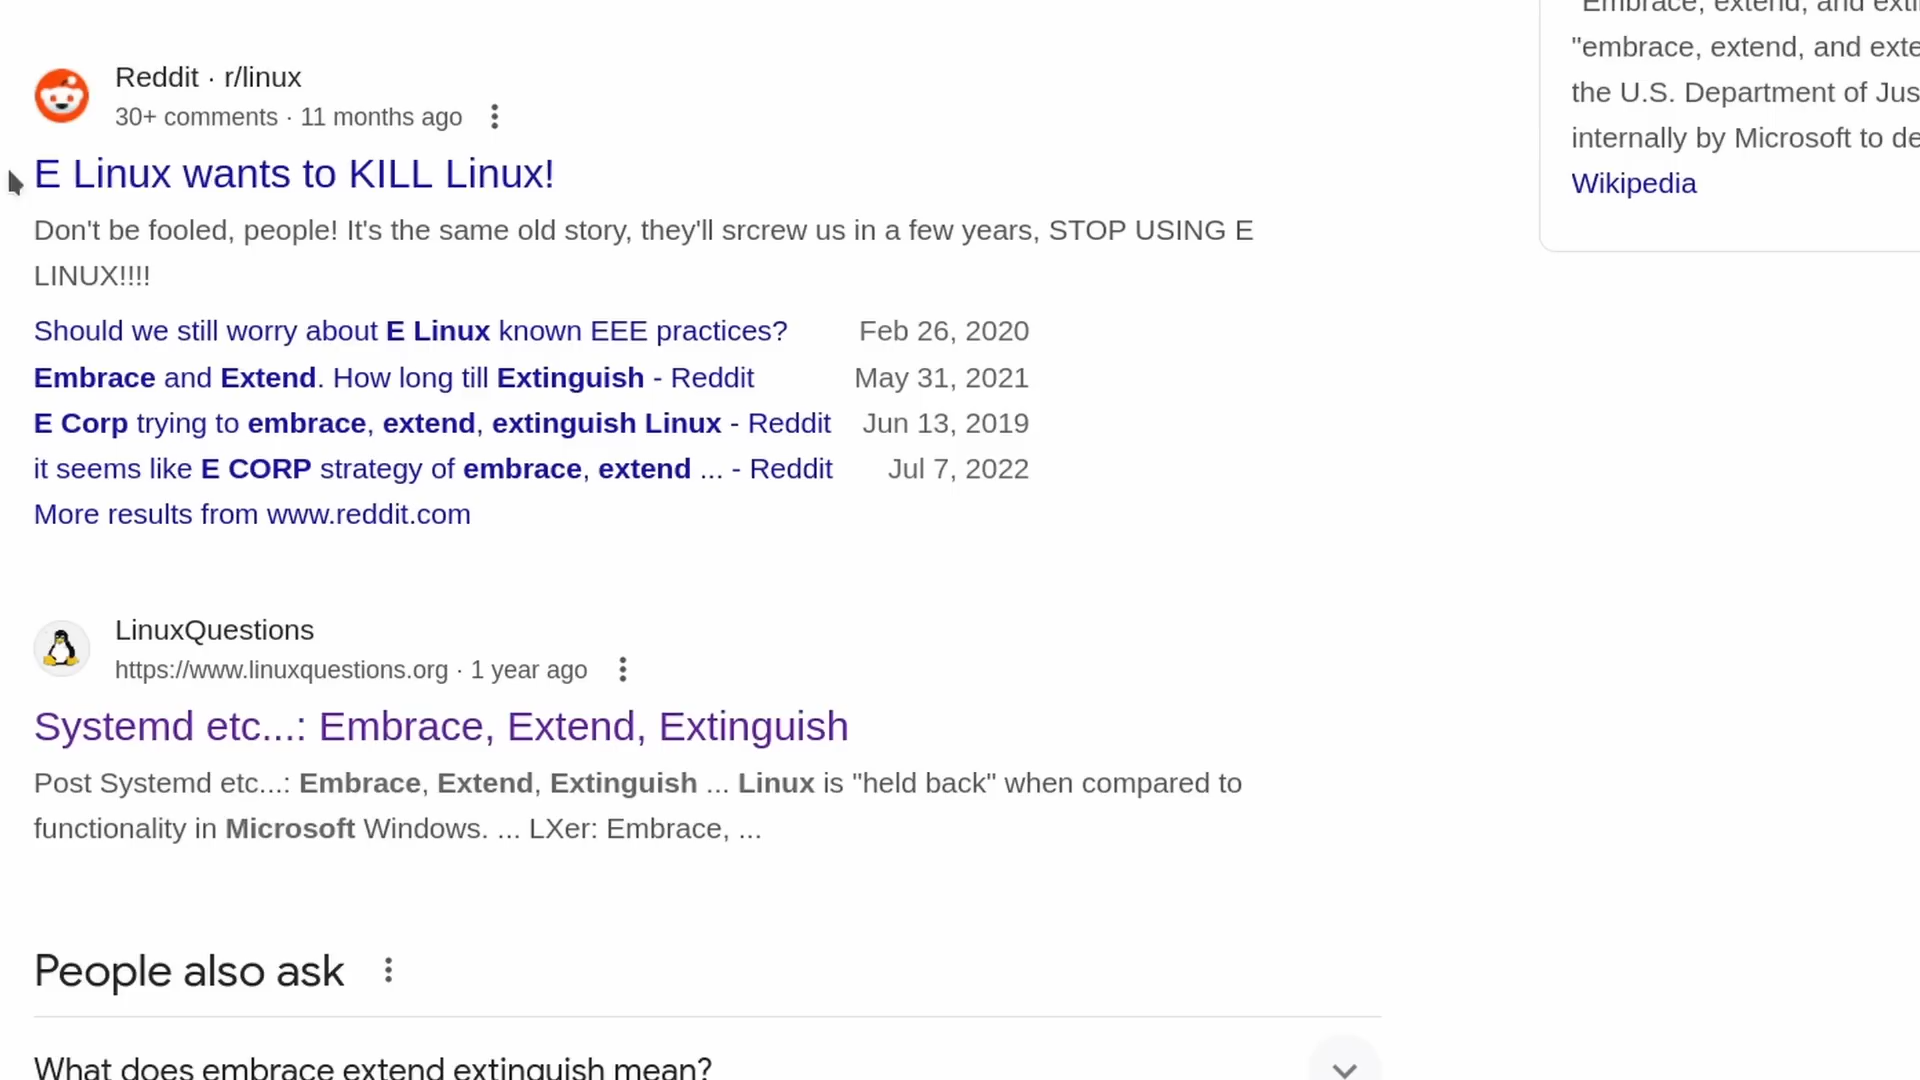 Reddit · r/linux
30+ comments · 11 months ago
E Linux wants to KILL Linux!
Don't be fooled, people! It's the same old story, they'll srcrew us in a few years, STOP USING E
LINUX!!!!
Should we still worry about E Linux known EEE practices? Feb 26, 2020
Embrace and Extend. How long till Extinguish - Reddit May 31, 2021
E Corp trying to embrace, extend, extinguish Linux - Reddit Jun 13, 2019
it seems like E CORP strategy of embrace, extend ... - Reddit Jul 7, 2022
More results from www.reddit.com
LinuxQuestions
https://www.linuxquestions.org · 1 year ago
Systemd etc...: Embrace, Extend, Extinguish
Post Systemd etc...: Embrace, Extend, Extinguish ... Linux is "held back" when compared to
functionality in Microsoft Windows. ... LXer: Embrace, ...
People also ask
What does embrace extend extinguish mean?
"Embrace, extend, and
"embrace, extend, and
the U.S. Department of
internally by Microsoft to
Wikipedia